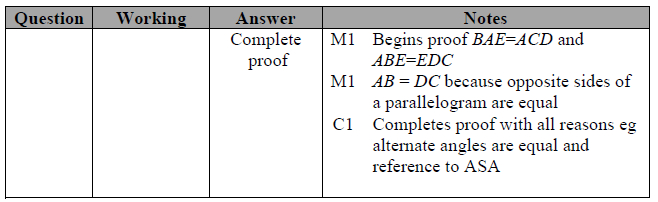 Question Working Answer Notes
Complete M1 Begins proof BAE=ACD and
proof ABE=EDC
M1 AB = DC because opposite sides of
a parallelogram are equal
C1 Completes proof with all reasons eg
alternate angles are equal and
reference to ASA